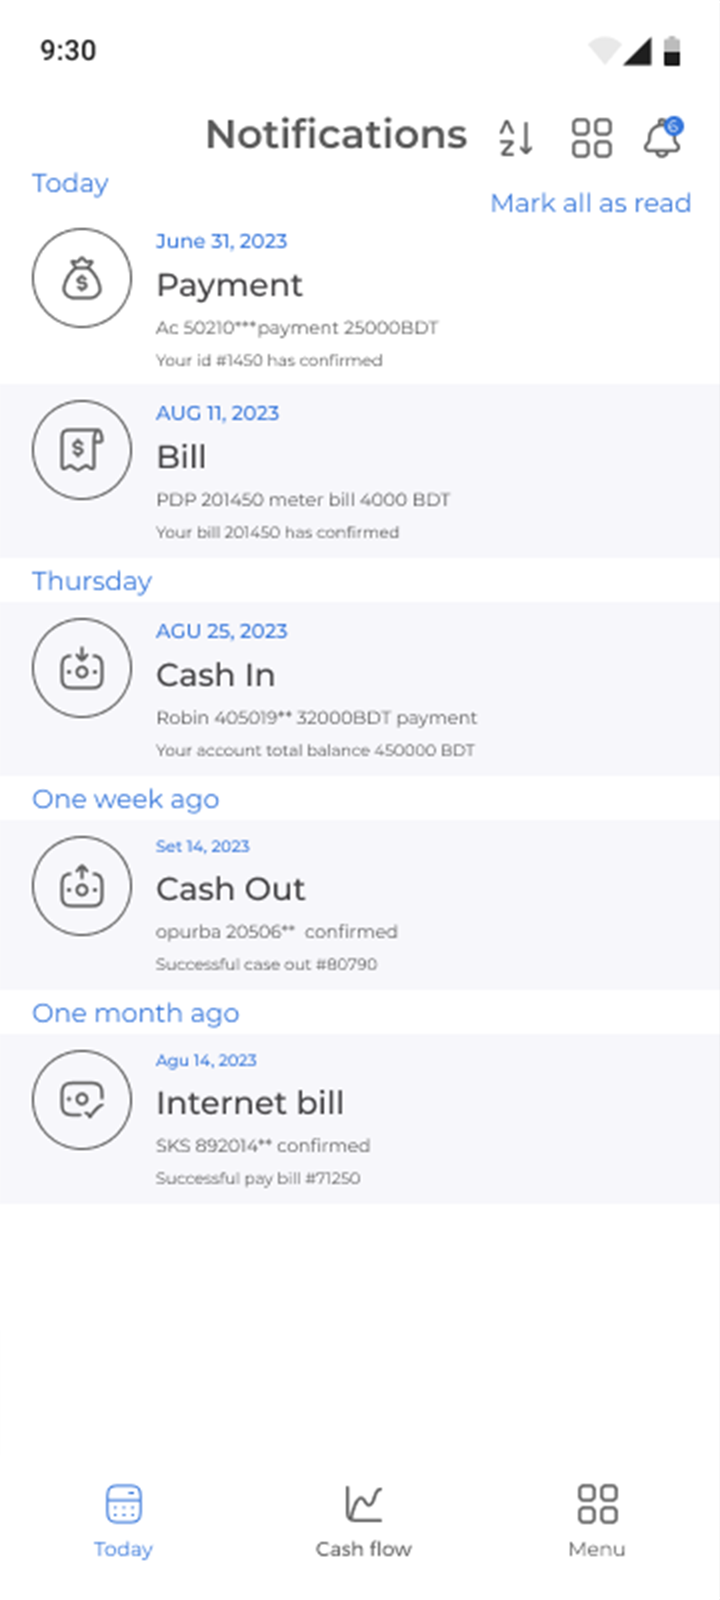 9:30
Notifications
6
Today
Mark all as read
June 31, 2023
Payment
Ac 50210***payment 25000BDT
Your id #1450 has confirmed
AUG 11, 2023
Bill
PDP 201450 meter bill 4000 BDT
Your bill 201450 has confirmed
Thursday
AGU 25, 2023
Cash In
Robin 405019** 32000BDT payment
Your account total balance 450000 BDT
One week ago
Set 14, 2023
Cash Out
opurba 20506** confirmed
Successful case out #80790
One month ago
Agu 14, 2023
Internet bill
SKS 892014** confirmed
Successful pay bill #71250
Today
Cash flow
Menu